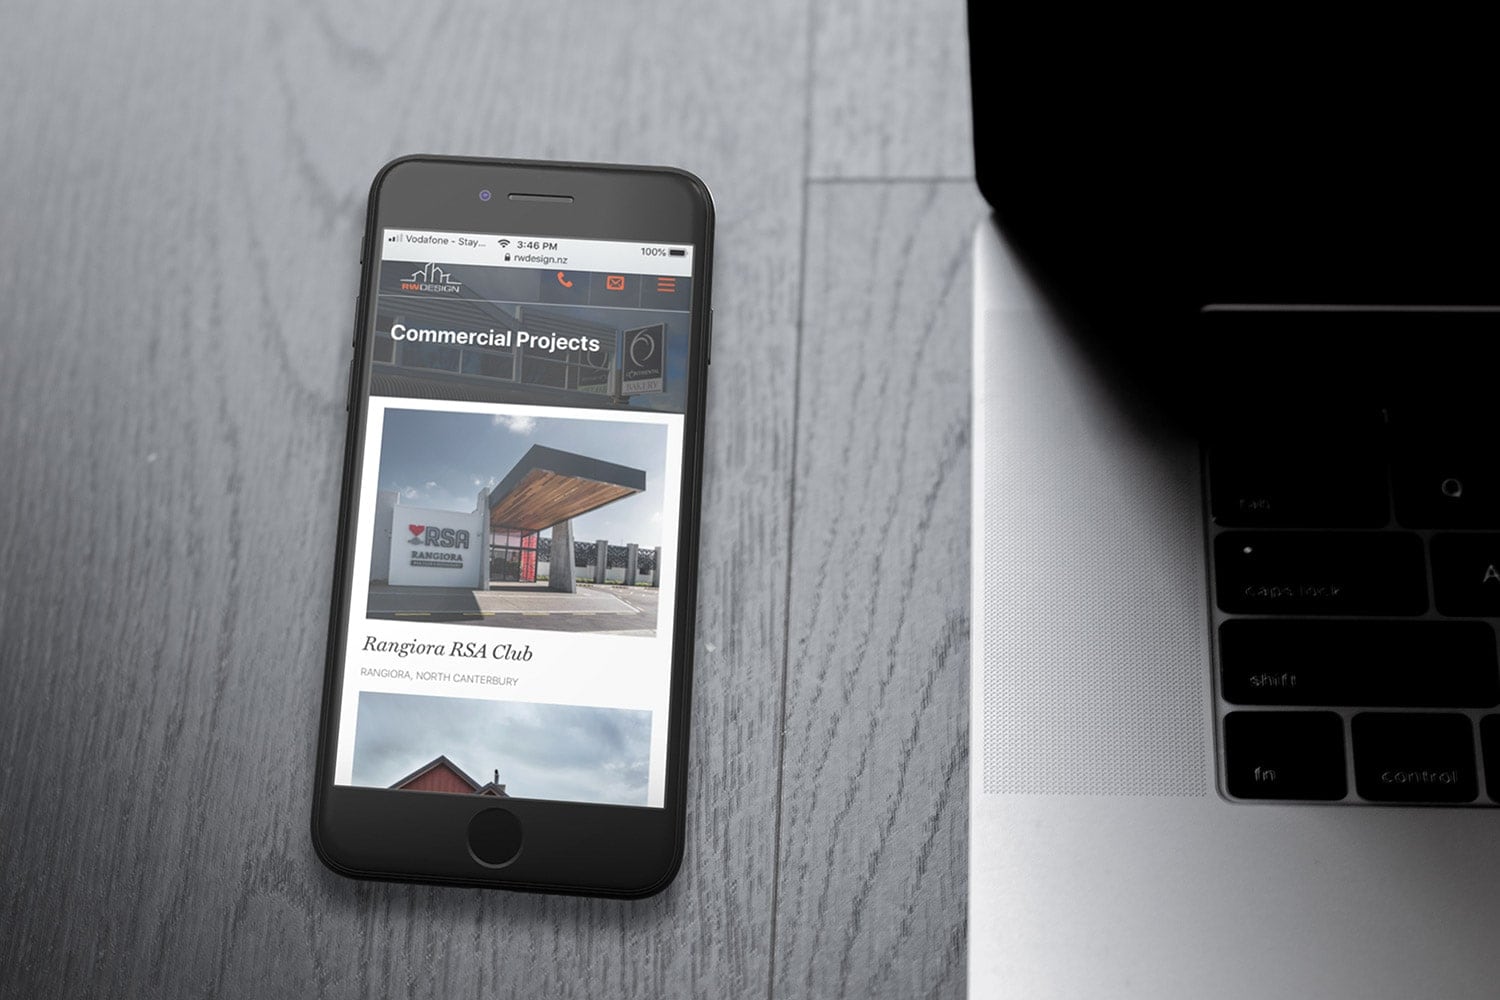 Vodafone - Stay... 3:46 PM 100%
rwdesign.nz
RWDESIGN
Commercial Projects
CONTINENTAL
BAKERY
RSA
RANGIORA
Rangiora RSA Club
RANGIORA, NORTH CANTERBURY
tab
Q
caps lock
A
shift
fn
control